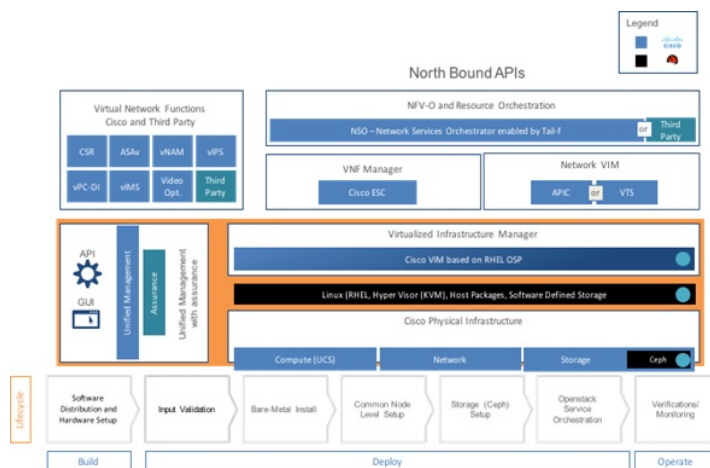 Legend
CISCO
North Bound APIs
Virtual Network Functions
Cisco and Third Party
CSR
ASAv
vNAM
vIPS
vPC-DI
vIMS
Video
Opt.
Third
Party
NFV-O and Resource Orchestration
NSO – Network Services Orchestrator enabled by Tail-f
or
Third
Party
VNF Manager
Cisco ESC
Network VIM
APIC
or
VTS
API
GUI
Unified Management
Assurance
Unified Management
with assurance
Virtualized Infrastructure Manager
Cisco VIM based on RHEL OSP
Linux (RHEL, Hyper Visor (KVM), Host Packages, Software Defined Storage
Cisco Physical Infrastructure
Compute (UCS)
Network
Storage
Ceph
Lifecycle
Software
Distribution and
Hardware Setup
Input Validation
Bare-Metal Install
Common Node
Level Setup
Storage (Ceph)
Setup
Openstack
Service
Orchestration
Verifications/
Monitoring
Build
Deploy
Operate